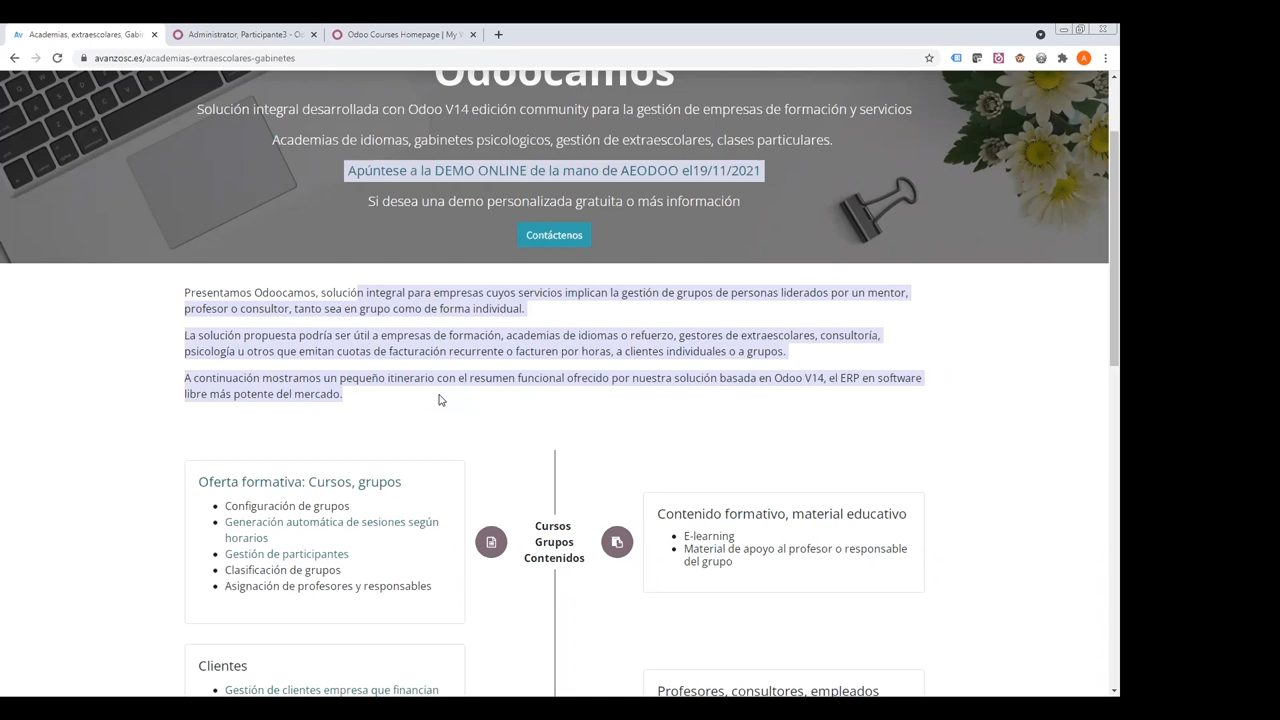 Academias, extraescolares, Gabi
Administrator, Participante3 - Od
Odoo Courses Homepage | My W
avanzosc.es/academias-extraescolares-gabinetes
A
Odoocamos
Solución integral desarrollada con Odoo V14 edición community para la gestión de empresas de formación y servicios
Academias de idiomas, gabinetes psicologicos, gestión de extraescolares, clases particulares.
Apúntese a la DEMO ONLINE de la mano de AEODOO el19/11/2021
Si desea una demo personalizada gratuita o más información
Contáctenos
Presentamos Odoocamos, solución integral para empresas cuyos servicios implican la gestión de grupos de personas liderados por un mentor,
profesor o consultor, tanto sea en grupo como de forma individual.
La solución propuesta podría ser útil a empresas de formación, academias de idiomas o refuerzo, gestores de extraescolares, consultoría,
psicología u otros que emitan cuotas de facturación recurrente o facturen por horas, a clientes individuales o a grupos.
A continuación mostramos un pequeño itinerario con el resumen funcional ofrecido por nuestra solución basada en Odoo V14, el ERP en software
libre más potente del mercado.
Oferta formativa: Cursos, grupos
Configuración de grupos
Generación automática de sesiones según
horarios
Gestión de participantes
Clasificación de grupos
Asignación de profesores y responsables
Cursos
Grupos
Contenidos
Contenido formativo, material educativo
E-learning
Material de apoyo al profesor o responsable
del grupo
Clientes
Gestión de clientes empresa que financian
Profesores, consultores, empleados